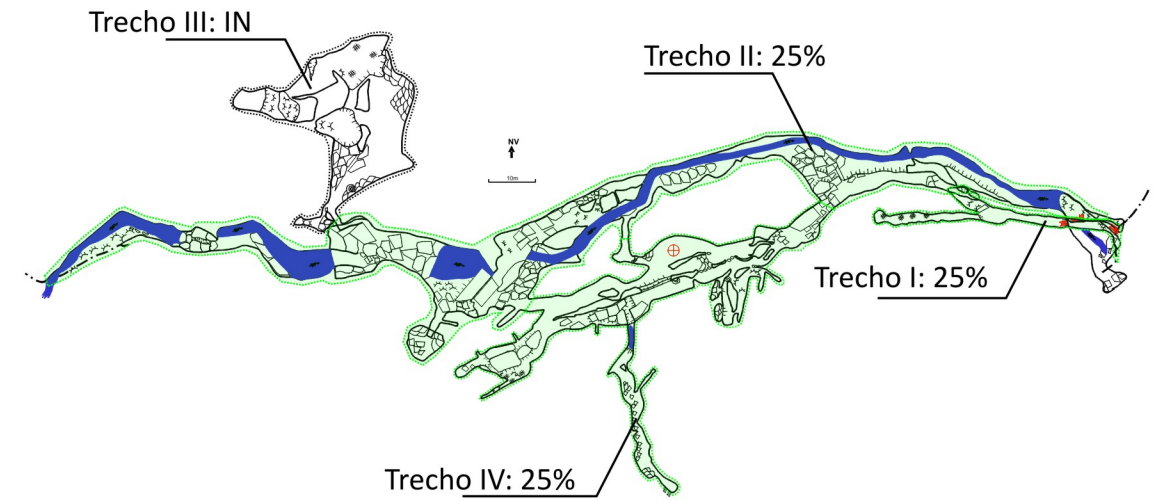 Trecho III: IN
Trecho II: 25%
NV
10m
Trecho I: 25%
Trecho IV: 25%